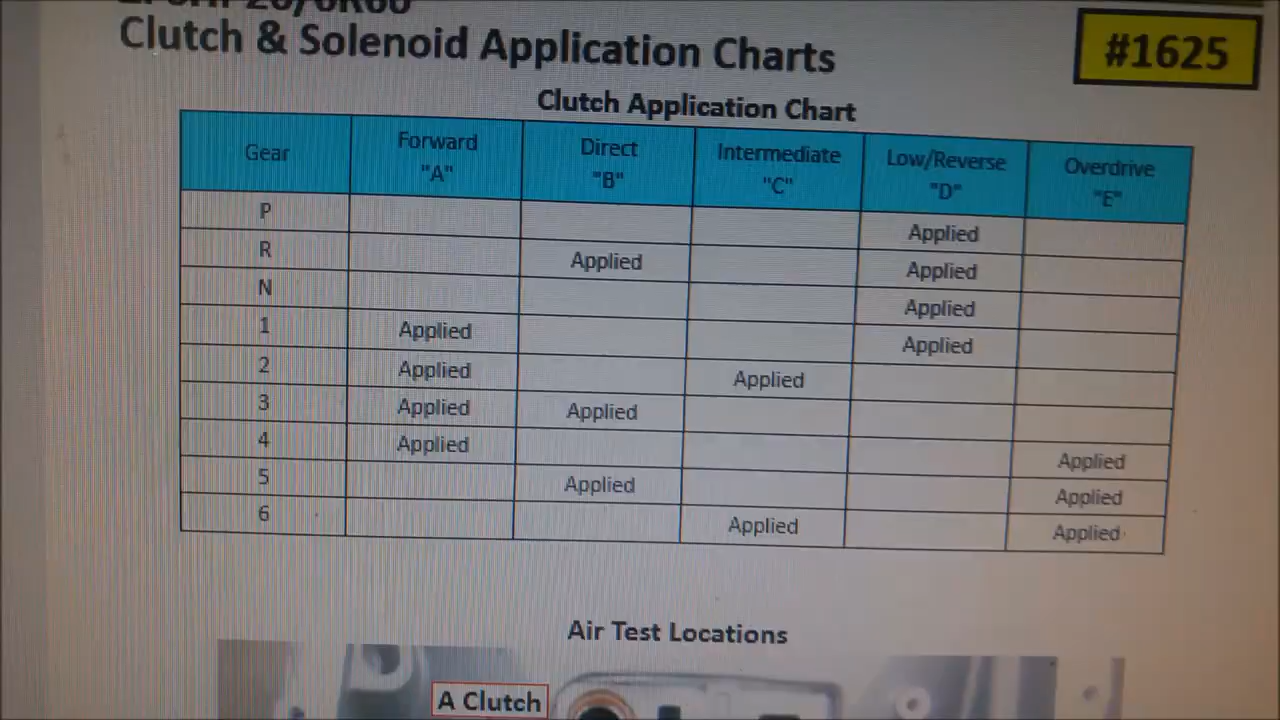 Clutch & Solenoid Application Charts
#1625
Clutch Application Chart
Gear Forward "A" Direct "B" Intermediate "C" Low/Reverse "D" Overdrive "E"
P Applied
R Applied Applied
N Applied
1 Applied Applied
2 Applied Applied
3 Applied Applied
4 Applied Applied
5 Applied Applied
6 Applied Applied
Air Test Locations
A Clutch